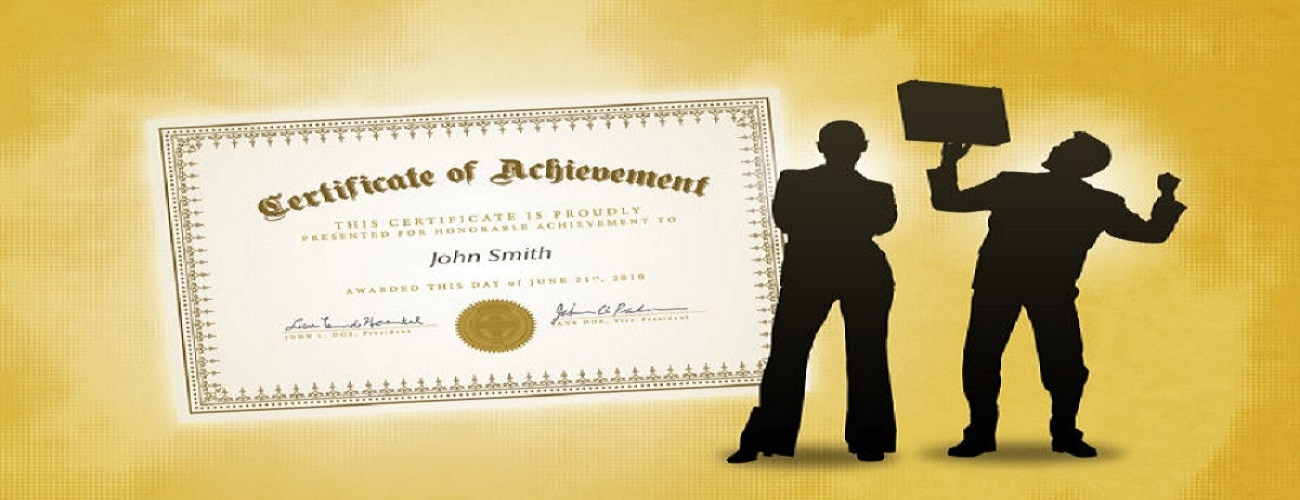 Certificate of Achievement
THIS CERTIFICATE IS PROUDLY
PRESENTED FOR HONORABLE ACHIEVEMENT TO
John Smith
AWARDED THIS DAY of JUNE 21st, 2010
JOHN L. DOE, President
JANE DOE, Vice-President